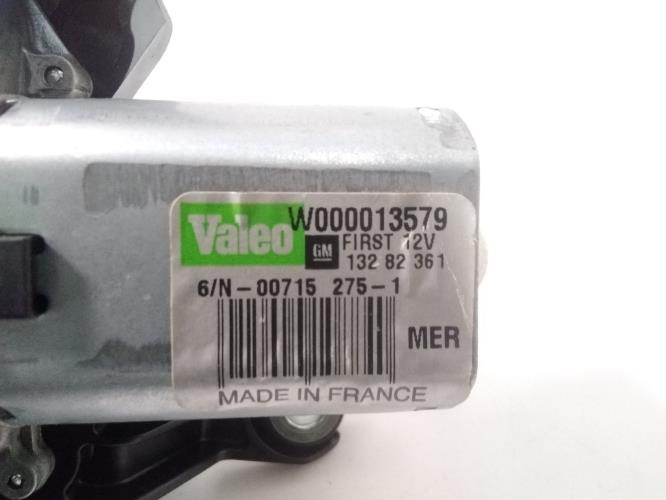 Valeo W000013579
GM FIRST 12V
132 82 361
6/N-00715 275-1
MER
MADE IN FRANCE